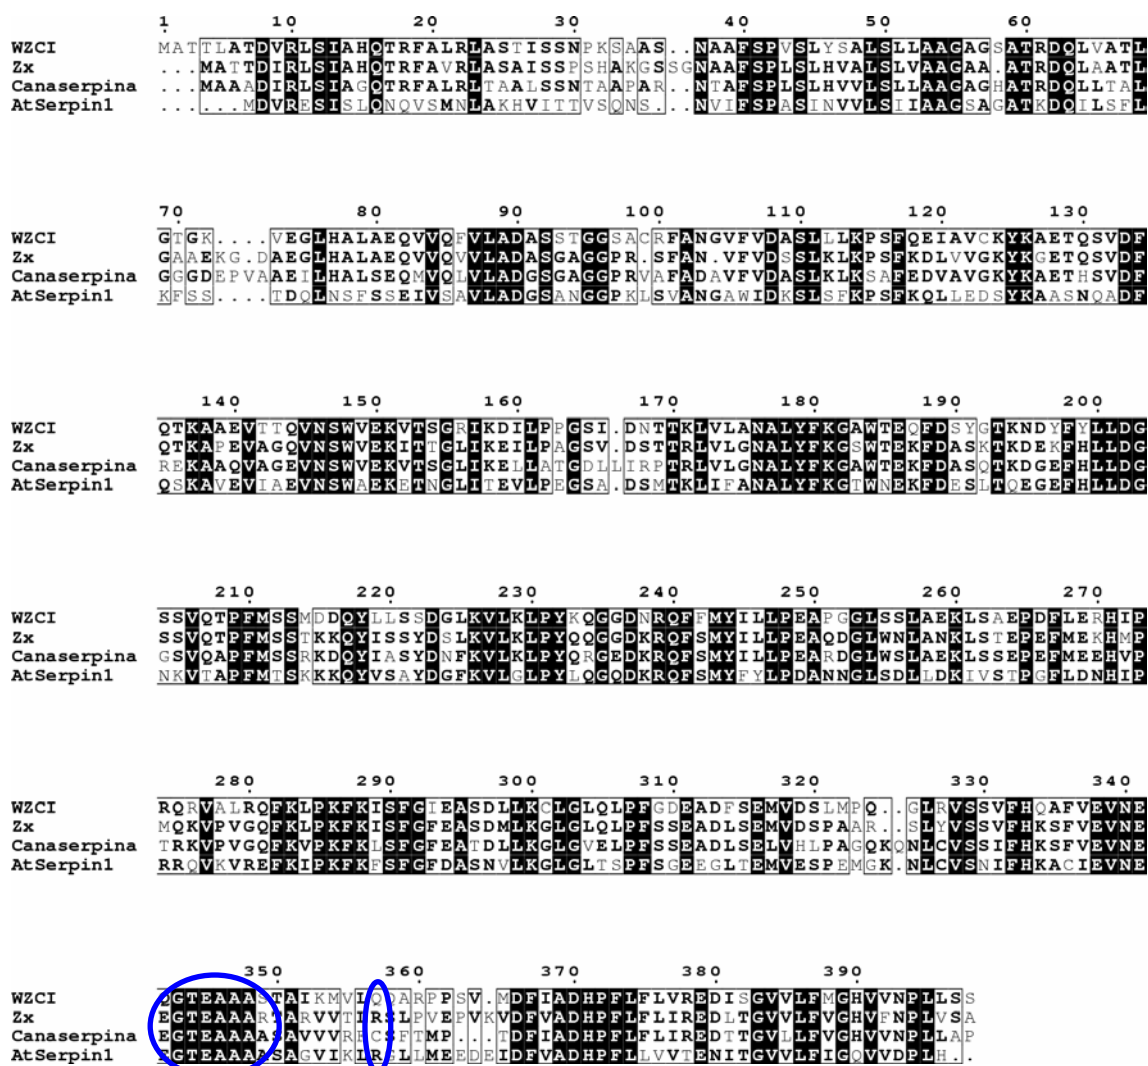 1 10 20 30 40 50 60
WZCI MATTLATDVRLSIAHQTRFALRLASTISSNPKSAAS..NAAFSPVSLYSALSLLAAGAGSATRDQLVATL
Zx ...MATTDIRLSIAHQTRFAVRLASAISSPSHAKGSSGNAAFSPLSLHVALSLVAAGAA.ATRDQLAATL
Canaserpina ...MAAADIRLSIAGQTRFALRLTAALSSNTAAPAR..NTAFSPLSLHVVLSLLAAGAGHATRDQLLTAL
AtSerpin1 ......MDVRESISLQNQVSMNLAKHVITTVSQNS...NVIFSPASINVVLSIIAAGSAGATKDQILSFL
70 80 90 100 110 120 130
WZCI GTGK....VEGLHALAEQVVQFVLADASSTGGSACRFANGVFVDASLLLKPSFQEIAVCKYKAETQSVDF
Zx GAAEKG.DAEGLHALAEQVVQVVLADASGAGGPR.SFAN.VFVDSSLKLKPSFKDLVVGKYKGETQSVDF
Canaserpina GGGDEPVAAEILHALSEQMVQLVLADGSGAGGPRVAFADAVFVDASLKLKSAFEDVAVGKYKAETHSVDF
AtSerpin1 KFSS....TDQLNSFSSEIVSAVLADGSANGGPKLSVANGAWIDKSLSFKPSFKQLLEDSYKAASNQADF
140 150 160 170 180 190 200
WZCI QTKAAEVTTQVNSWVEKVTSGRIKDILPPGSI.DNTTKLVLANALYFKGAWTEQFDSYGTKNDYFYLLDG
Zx QTKAPEVAGQVNSWVEKITTGLIKEILPAGSV.DSTTRLVLGNALYFKGSWTEKFDASKTKDEKFHLLDG
Canaserpina REKAAQVAGEVNSWVEKVTSGLIKELLATGDLLIRPTRLVLGNALYFKGAWTEKFDASQTKDGEFHLLDG
AtSerpin1 QSKAVEVIAEVNSWAEKETNGLITEVLPEGSA.DSMTKLIFANALYFKGTWNEKFDESLTQEGEFHLLDG
210 220 230 240 250 260 270
WZCI SSVQTPFMSSMDDQYLLSSDGLKVLKLPYKQGGDNRQFFMYILLPEAPGGLSSLAEKLSAEPDFLERHIP
Zx SSVQTPFMSSTKKQYISSYDSLKVLKLPYQQGGDKRQFSMYILLPEAQDGLWNLANKLSTEPEFMEKHMP
Canaserpina GSVQAPFMSSRKDQYIASYDNFKVLKLPYQRGEDKRQFSMYILLPEARDGLWSLAEKLSSEPEFMEEHVP
AtSerpin1 NKVTAPFMTSKKKQYVSAYDGFKVLGLPYLQGQDKRQFSMYFYLPDANNGLSDLLDKIVSTPGFLDNHIP
280 290 300 310 320 330 340
WZCI RQRVALRQFKLPKFKISFGIEASDLLKCLGLQLPFGDEADFSEMVDSLMPQ..GLRVSSVFHQAFVEVNE
Zx MQKVPVGQFKLPKFKISFGFEASDMLKGLGLQLPFSSEADLSEMVDSPAAR..SLYVSSVFHKSFVEVNE
Canaserpina TRKVPVGQFKVPKFKLSFGFEATDLLKGLGVELPFSSEADLSELVHLPAGQKQNLCVSSIFHKSFVEVNE
AtSerpin1 RRQVKVREFKIPKFKFSFGFDASNVLKGLGLTSPFSGEEGLTEMVESPEMGK.NLCVSNIFHKACIEVNE
350 360 370 380 390
WZCI QGTEAAASTAIKMVLQQARPPSV.MDFIADHPFLFLVREDISGVVLFMGHVVNPLLSS
Zx EGTEAAARTARVVTIRSLPVEPVKVDFVADHPFLFLIREDLTGVVLFVGHVFNPLVSA
Canaserpina EGTEAAAASAVVVRFCSFTMP...TDFIADHPFLFLIREDTTGVLLFVGHVVNPLLAP
AtSerpin1 EGTEAAAASAGVIKLRGLLMEEDEIDFVADHPFLLVVTENITGVVLFIGQVVDPLH..